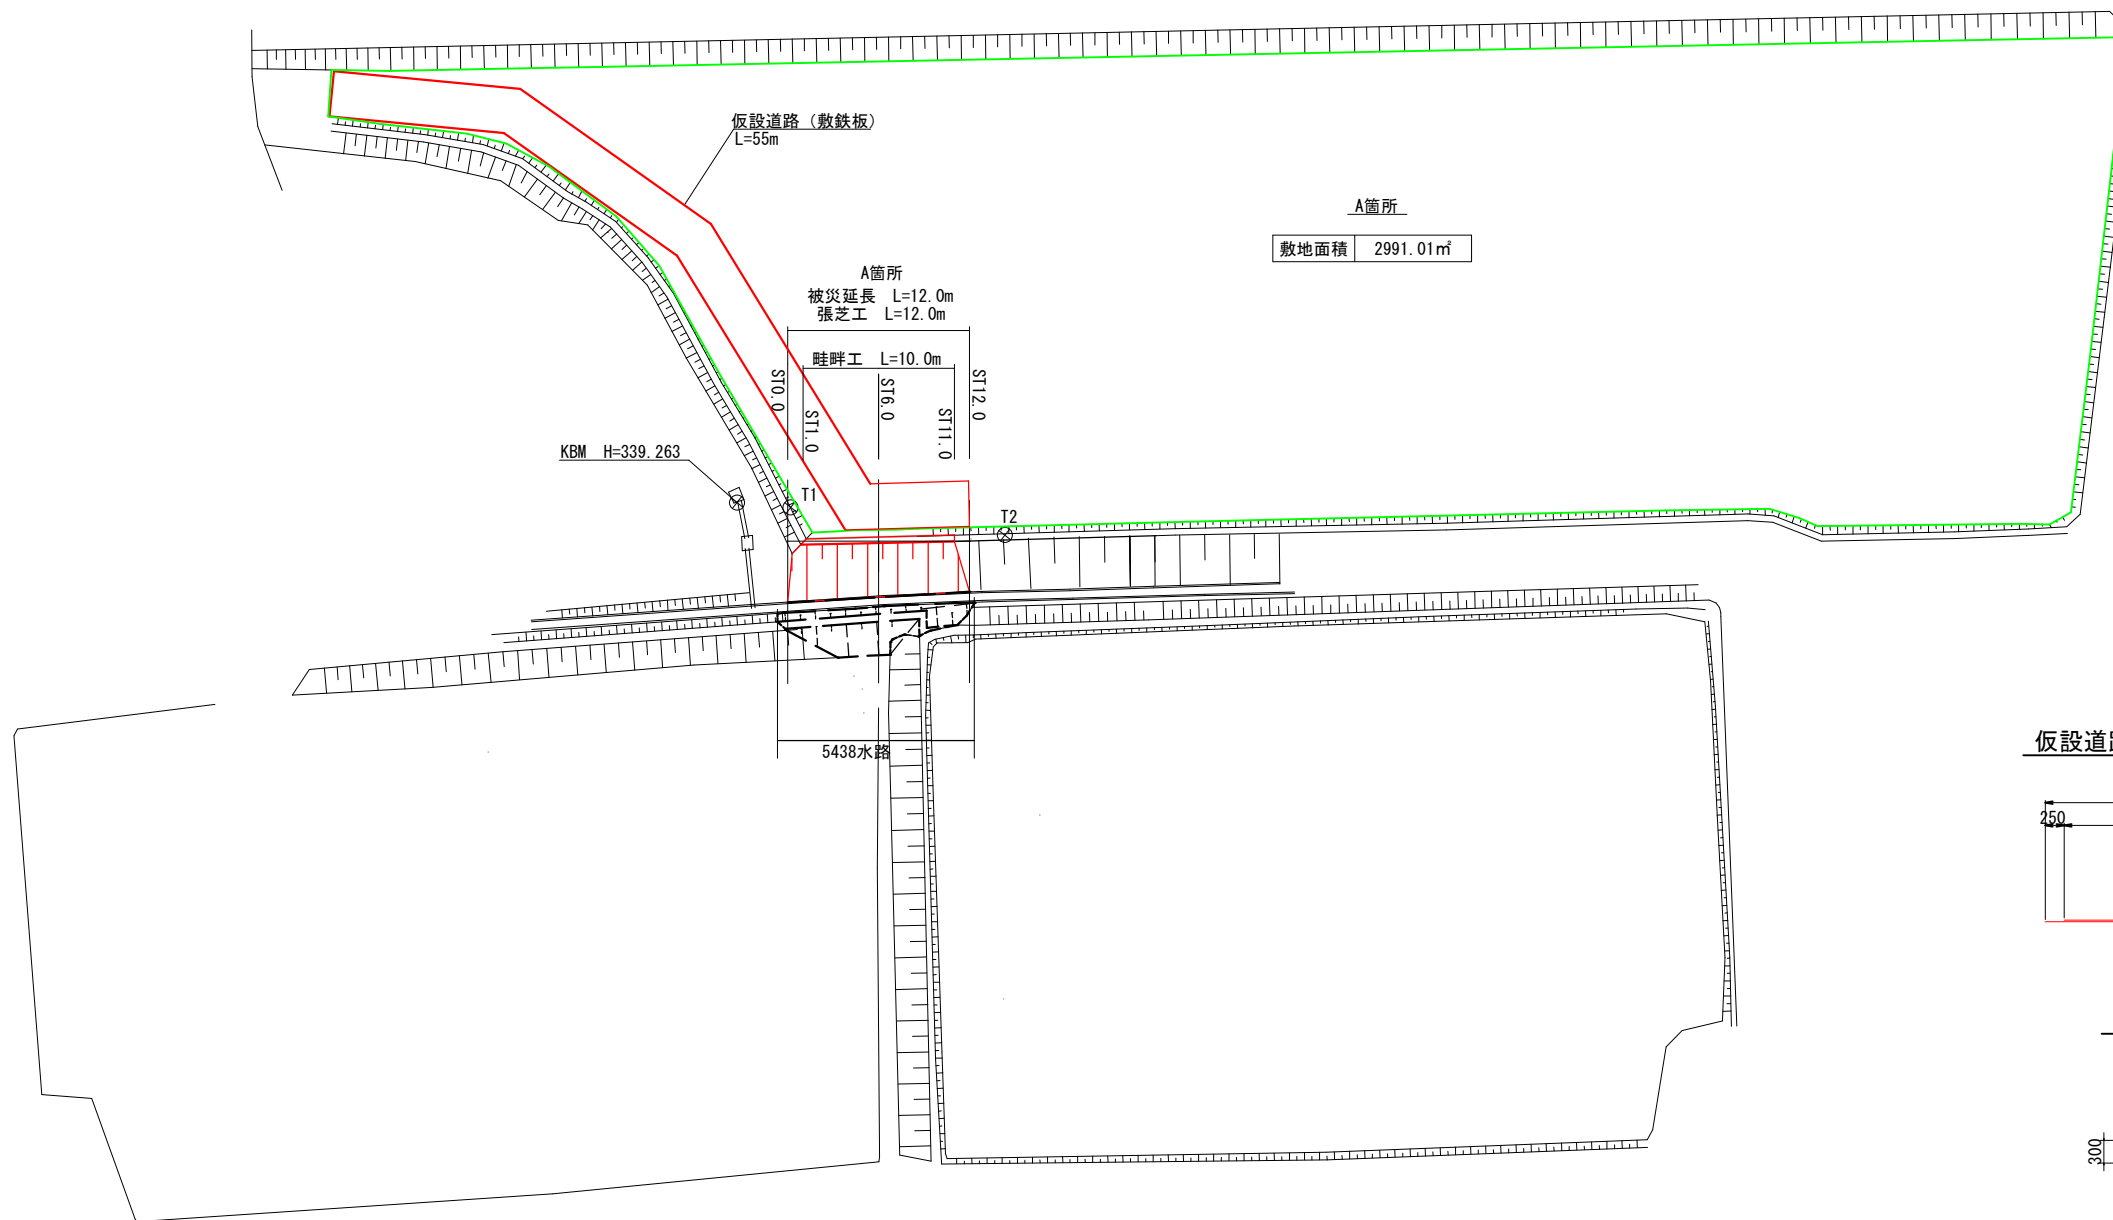 仮設道路（敷鉄板）
L=55m
A箇所
敷地面積 2991.01㎡
A箇所
被災延長 L=12.0m
張芝工 L=12.0m
畦畔工 L=10.0m
ST0.0
ST1.0
ST6.0
ST11.0
ST12.0
KBM H=339.263
T1
T2
5438水路
仮設道
250
300